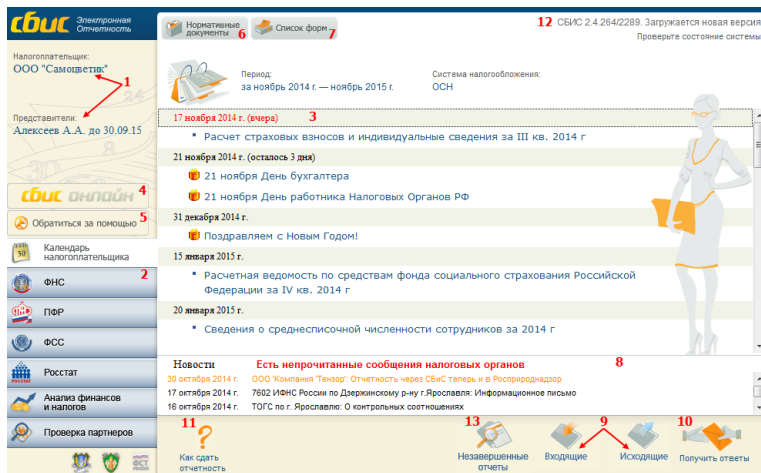 сбис Электронная
Отчетность
Нормативные
документы 6
Список форм 7
12 СБИС 2.4.264/2289. Загружается новая версия
Проверьте состояние системы
Налогоплательщик:
ООО "Самоцветик"
1
Представители:
Алексеев А.А. до 30.09.15
24
30
8
сбис онлайн 4
Обратиться за помощью 5
30 Календарь
налогоплательщика
2
ФНС
ПФР
ФСС
РОССТАТ Росстат
Анализ финансов
и налогов
Проверка партнеров
ФСТ
Период:
за ноябрь 2014 г. — ноябрь 2015 г.
Система налогообложения:
ОСН
17 ноября 2014 г. (вчера) 3
Расчет страховых взносов и индивидуальные сведения за III кв. 2014 г
21 ноября 2014 г. (осталось 3 дня)
21 ноября День бухгалтера
21 ноября День работника Налоговых Органов РФ
31 декабря 2014 г.
Поздравляем с Новым Годом!
15 января 2015 г.
Расчетная ведомость по средствам фонда социального страхования Российской
Федерации за IV кв. 2014 г
20 января 2015 г.
Сведения о среднесписочной численности сотрудников за 2014 г
Новости Есть непрочитанные сообщения налоговых органов 8
30 октября 2014 г. ООО 'Компания 'Тензор': Отчетность через СБиС теперь и в Росприроднадзор
17 октября 2014 г. 7602 ИФНС России по Дзержинскому р-ну г.Ярославля: Информационное письмо
16 октября 2014 г. ТОГС по г. Ярославлю: О контрольных соотношениях
11
Как сдать
отчетность
13
Незавершенные
отчеты
9
Входящие
Исходящие
10
Получить ответы